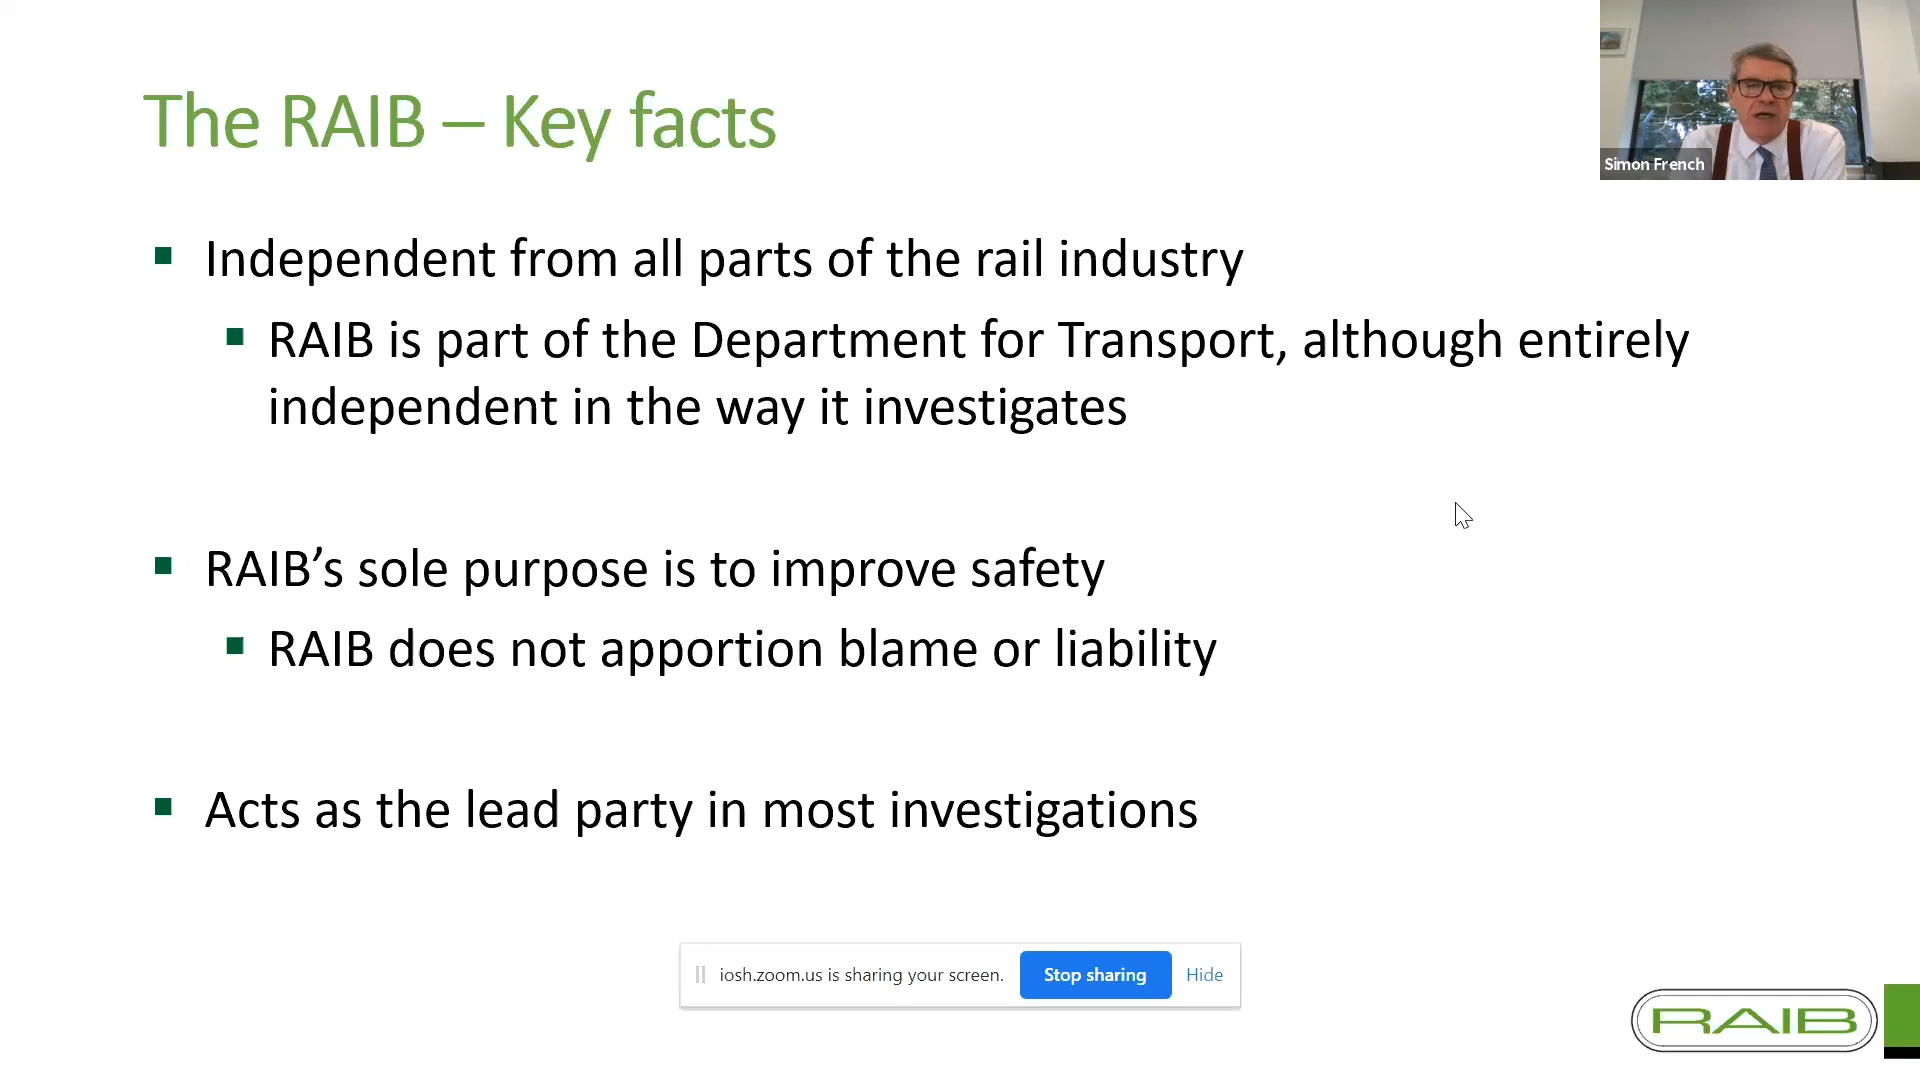 The RAIB – Key facts
Simon French
Independent from all parts of the rail industry
RAIB is part of the Department for Transport, although entirely
independent in the way it investigates
RAIB’s sole purpose is to improve safety
RAIB does not apportion blame or liability
Acts as the lead party in most investigations
iosh.zoom.us is sharing your screen. Stop sharing Hide
RAIB